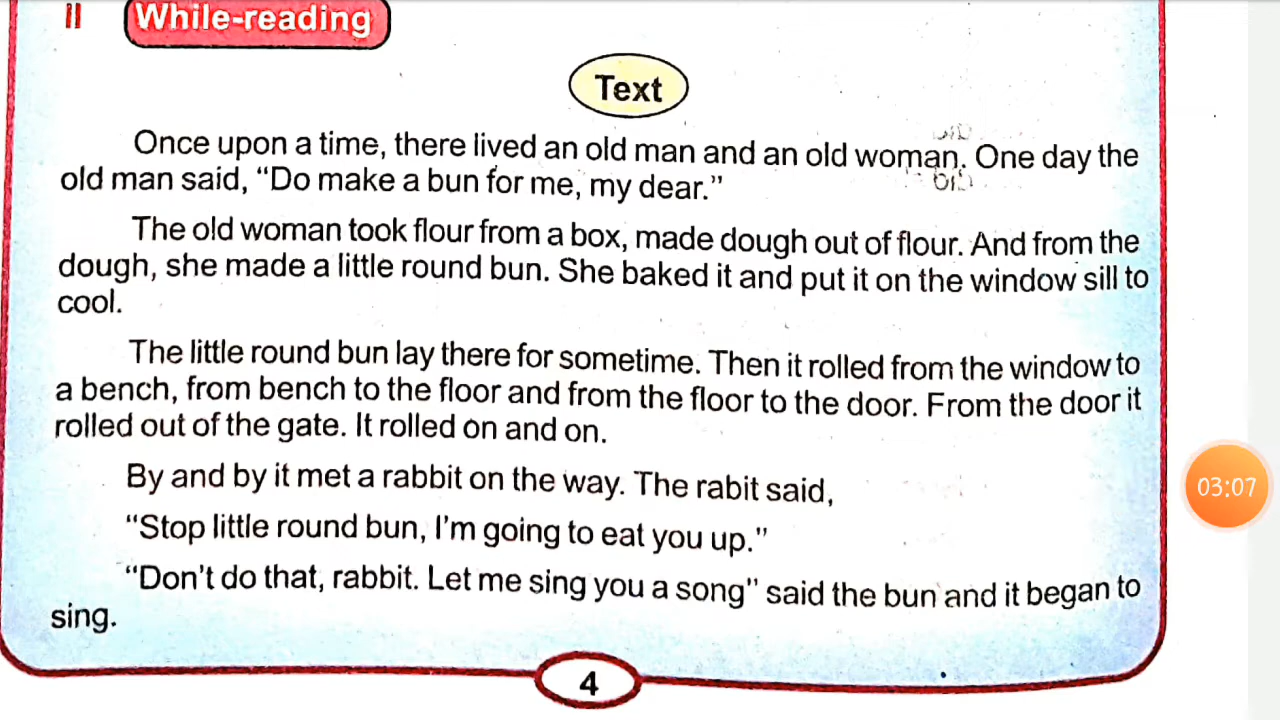 II While-reading
Text
Once upon a time, there lived an old man and an old woman. One day the
old man said, “Do make a bun for me, my dear.”
The old woman took flour from a box, made dough out of flour. And from the
dough, she made a little round bun. She baked it and put it on the window sill to
cool.
The little round bun lay there for sometime. Then it rolled from the window to
a bench, from bench to the floor and from the floor to the door. From the door it
rolled out of the gate. It rolled on and on.
By and by it met a rabbit on the way. The rabit said,
“Stop little round bun, I'm going to eat you up.”
“Don't do that, rabbit. Let me sing you a song” said the bun and it began to
sing.
4
03:07